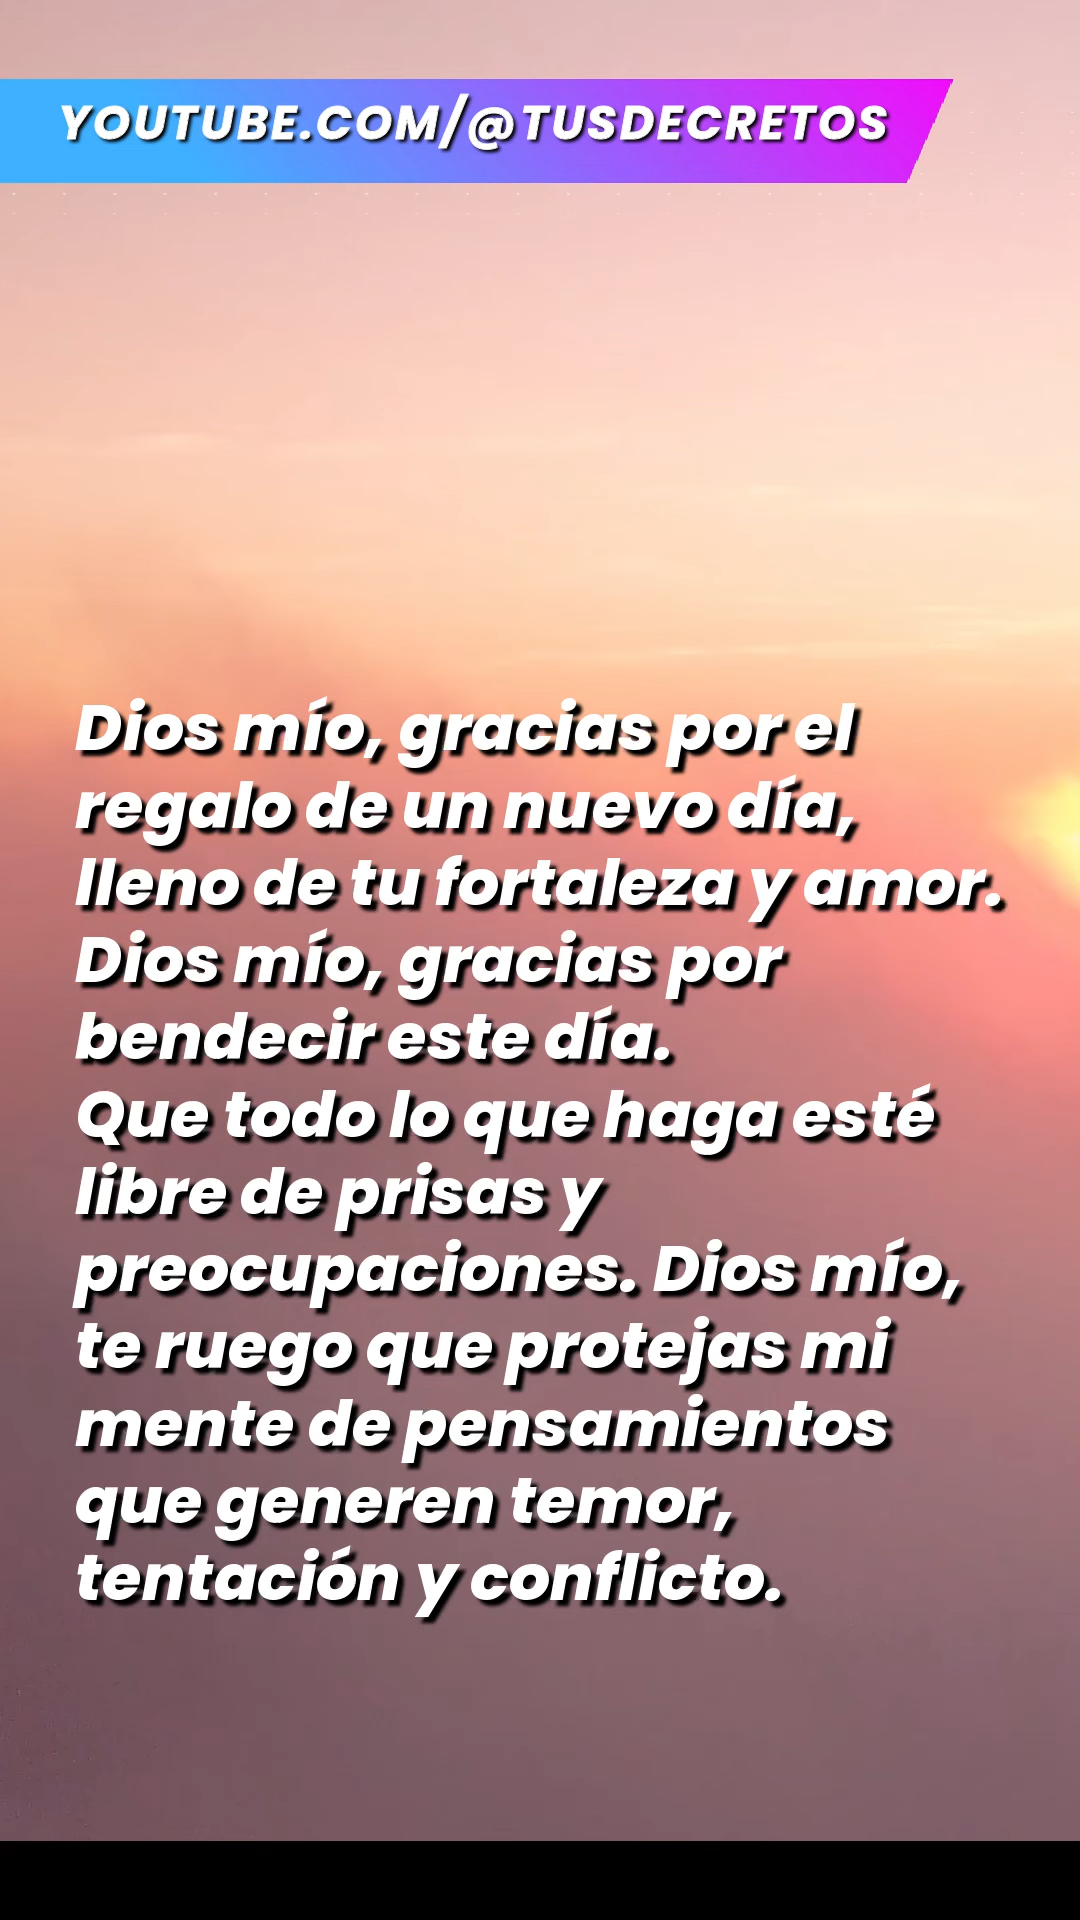 YOUTUBE.COM/@TUSDECRETOS
Dios mío, gracias por el
regalo de un nuevo día,
lleno de tu fortaleza y amor.
Dios mío, gracias por
bendecir este día.
Que todo lo que haga esté
libre de prisas y
preocupaciones. Dios mío,
te ruego que protejas mi
mente de pensamientos
que generen temor,
tentación y conflicto.